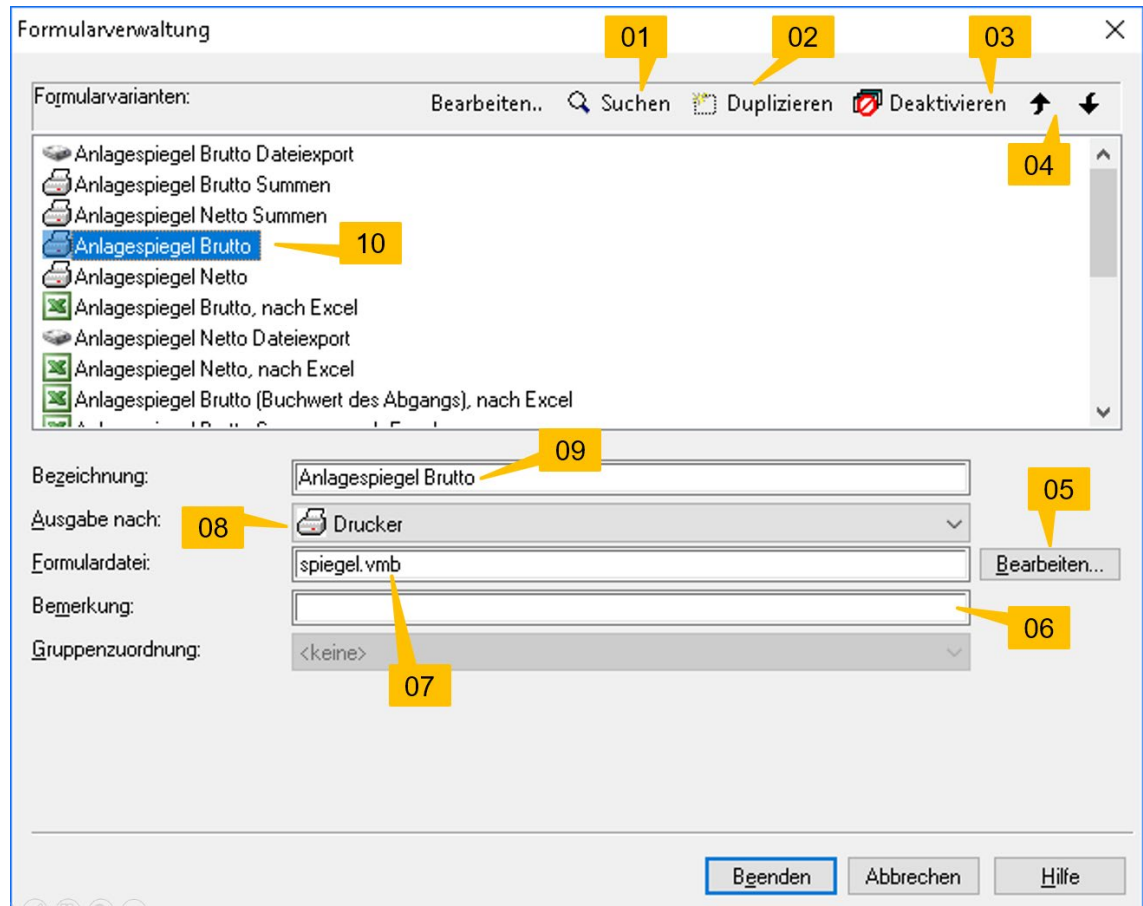 Formularverwaltung
01 02 03
Formularvarianten: Bearbeiten.. Suchen Duplizieren Deaktivieren
04
Anlagespiegel Brutto Dateiexport
Anlagespiegel Brutto Summen
Anlagespiegel Netto Summen
Anlagespiegel Brutto 10
Anlagespiegel Netto
Anlagespiegel Brutto, nach Excel
Anlagespiegel Netto Dateiexport
Anlagespiegel Netto, nach Excel
Anlagespiegel Brutto (Buchwert des Abgangs), nach Excel
09
Bezeichnung: Anlagespiegel Brutto
05
Ausgabe nach: 08 Drucker
Formulardatei: spiegel.vmb Bearbeiten...
Bemerkung:
06
Gruppenzuordnung: <keine>
07
Beenden Abbrechen Hilfe